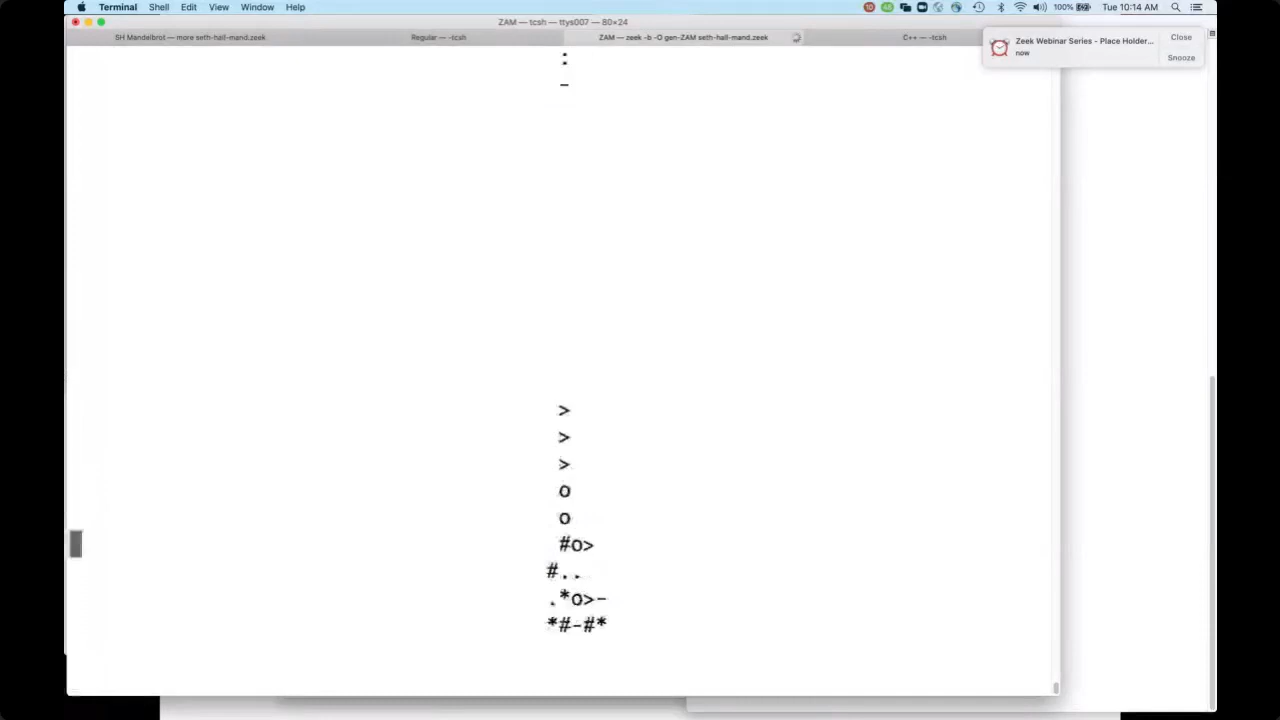 Terminal Shell Edit View Window Help 100% Tue 10:14 AM
ZAM — tcsh — ttys007 — 80×24
SH Mandelbrot — more seth-hall-mand.zeek
Regular — -tcsh
ZAM — zeek -b -O gen-ZAM seth-hall-mand.zeek
C++ — -tcsh
Zeek Webinar Series - Place Holder...
now
Close
Snooze
:
-
>
>
>
o
o
#o>
#..
.*o>-
*#-#*